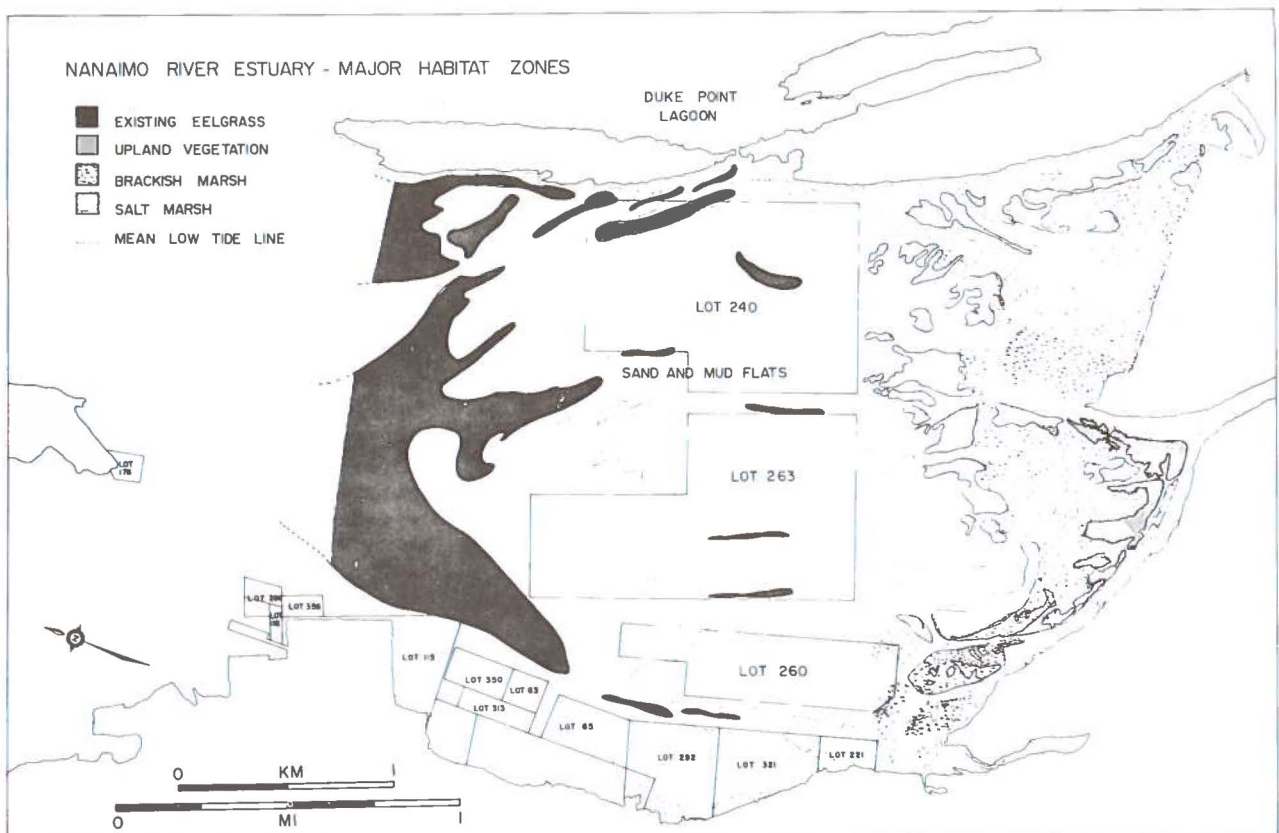 NANAIMO RIVER ESTUARY - MAJOR HABITAT ZONES
EXISTING EELGRASS
UPLAND VEGETATION
BRACKISH MARSH
SALT MARSH
MEAN LOW TIDE LINE
DUKE POINT
LAGOON
LOT 240
SAND AND MUD FLATS
LOT 263
LOT
178
LOT
LOT 396
LOT
LOT 260
LOT 115
LOT 350
LOT 63
LOT 313
LOT 65
LOT 292
LOT 321
LOT 221
0 KM 1
0 MI 1